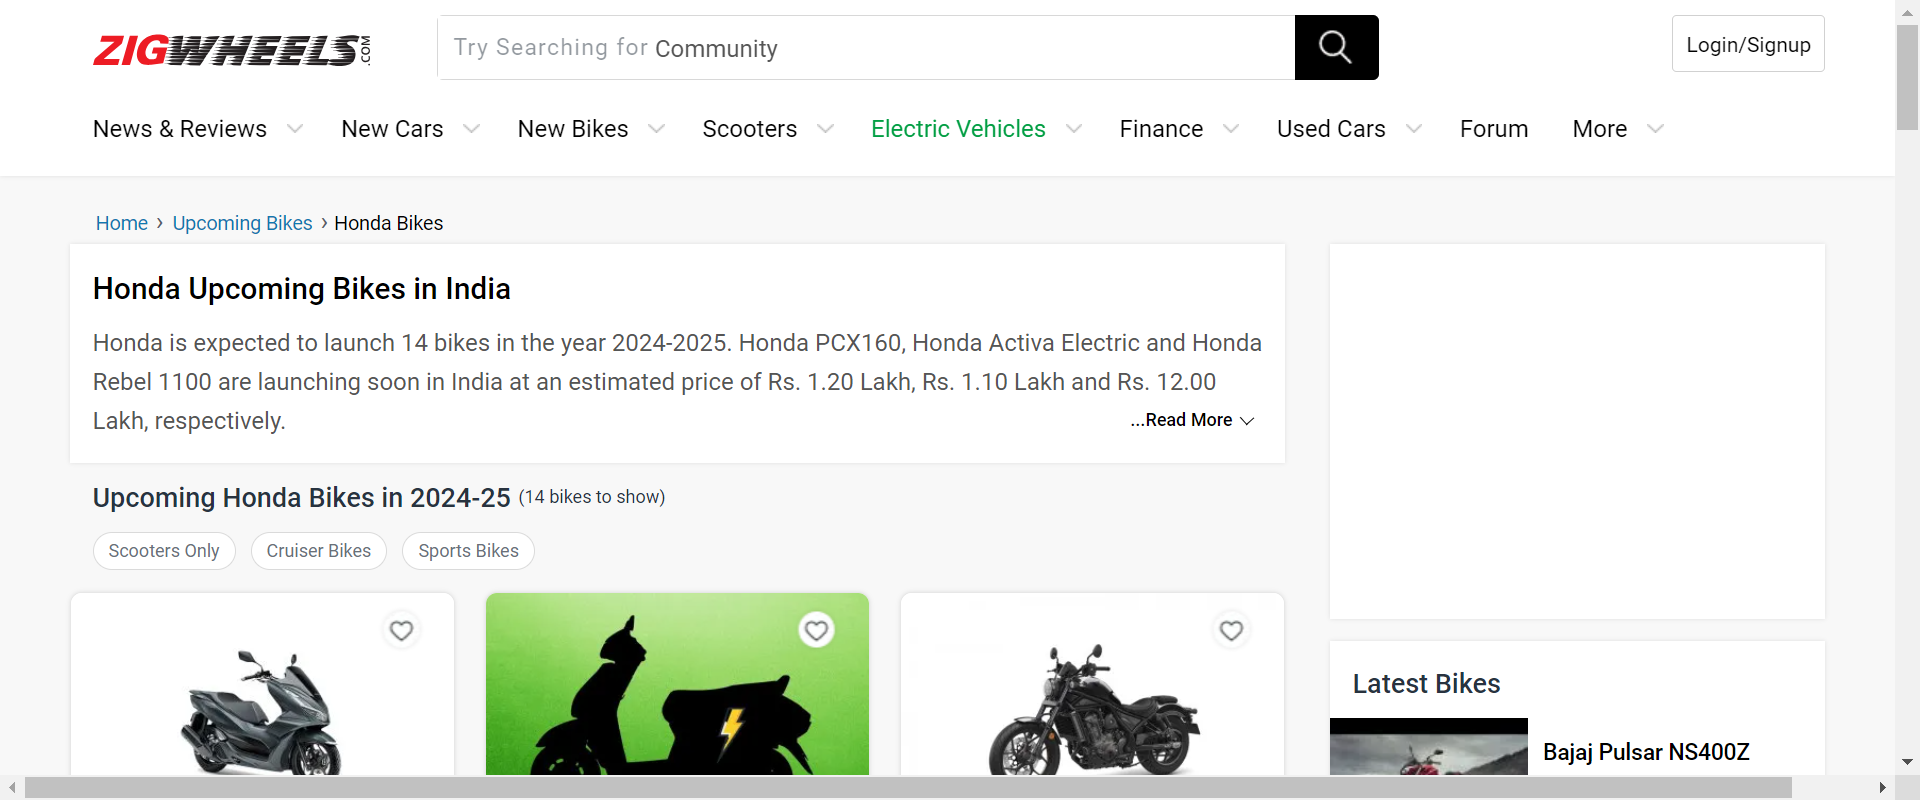 ZIGWHEELS.COM
Try Searching for Community
Login/Signup
News & Reviews New Cars New Bikes Scooters Electric Vehicles Finance Used Cars Forum More
Home › Upcoming Bikes › Honda Bikes
Honda Upcoming Bikes in India
Honda is expected to launch 14 bikes in the year 2024-2025. Honda PCX160, Honda Activa Electric and Honda
Rebel 1100 are launching soon in India at an estimated price of Rs. 1.20 Lakh, Rs. 1.10 Lakh and Rs. 12.00
Lakh, respectively.
...Read More
Upcoming Honda Bikes in 2024-25 (14 bikes to show)
Scooters Only Cruiser Bikes Sports Bikes
Latest Bikes
Bajaj Pulsar NS400Z